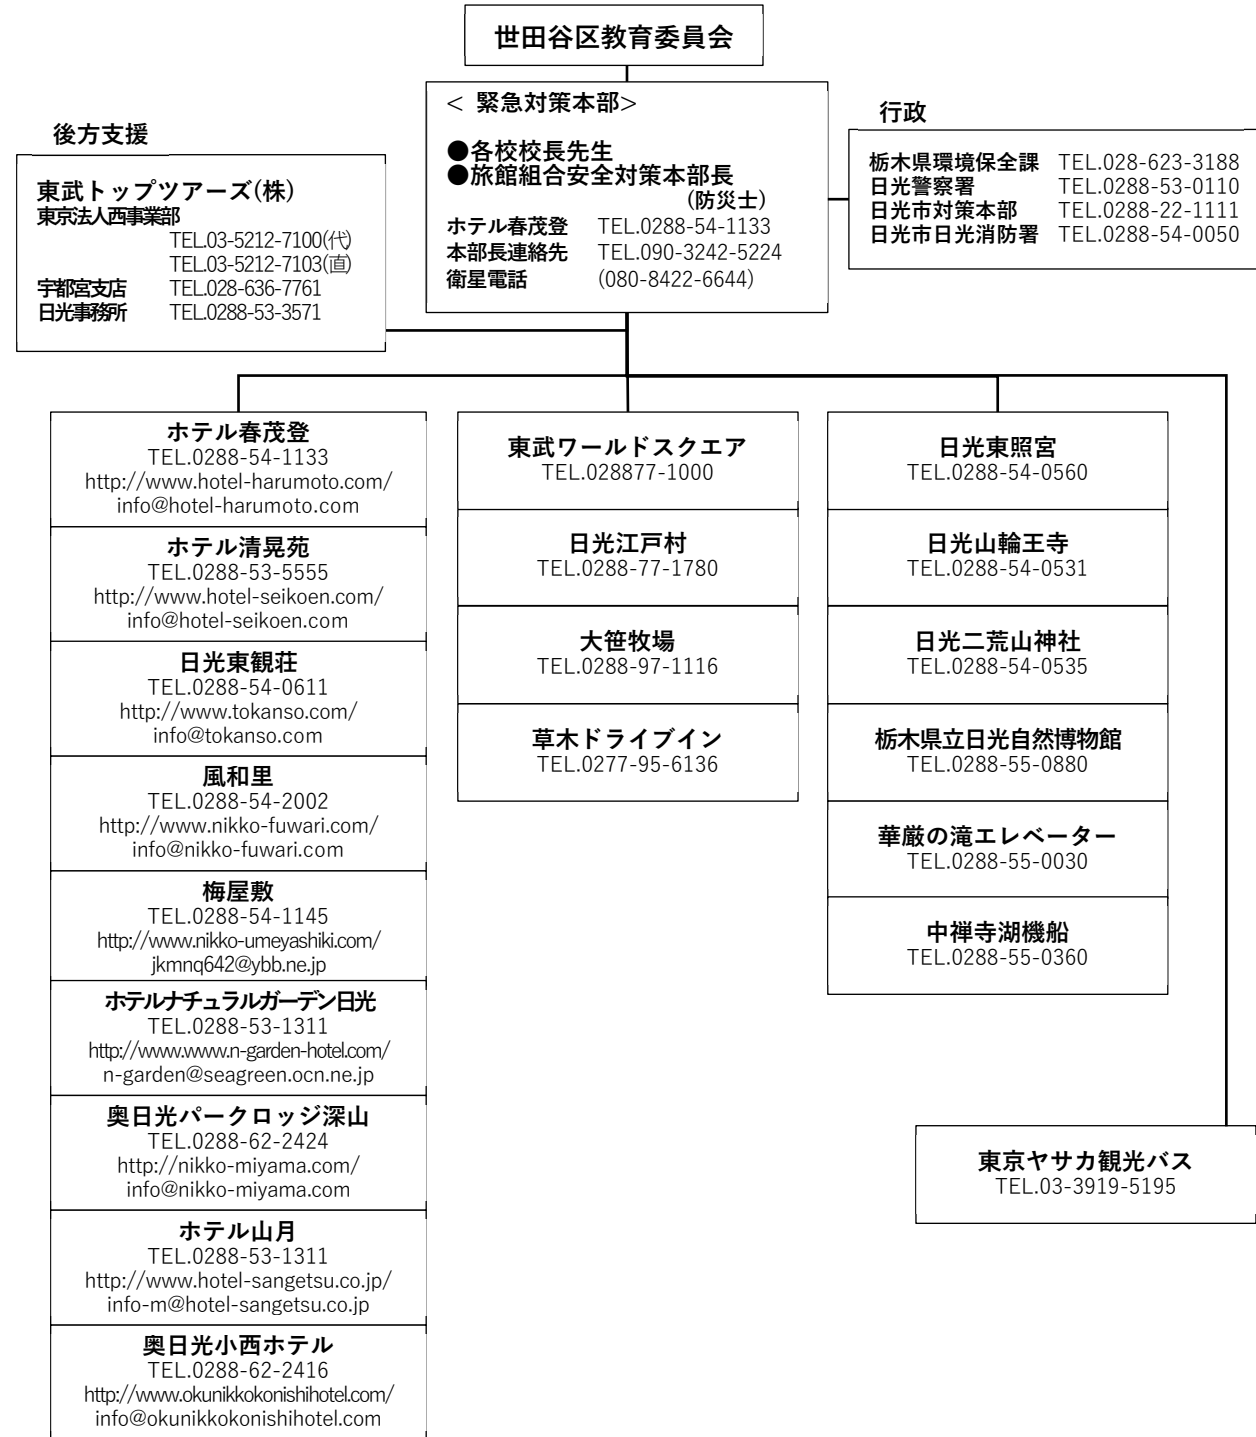 世田谷区教育委員会
< 緊急対策本部>
●各校校長先生
●旅館組合安全対策本部長
(防災士)
ホテル春茂登 TEL.0288-54-1133
本部長連絡先 TEL.090-3242-5224
衛星電話 (080-8422-6644)
後方支援
東武トップツアーズ(株)
東京法人西事業部
TEL.03-5212-7100(代)
TEL.03-5212-7103(直)
宇都宮支店 TEL.028-636-7761
日光事務所 TEL.0288-53-3571
行政
栃木県環境保全課 TEL.028-623-3188
日光警察署 TEL.0288-53-0110
日光市対策本部 TEL.0288-22-1111
日光市日光消防署 TEL.0288-54-0050
ホテル春茂登
TEL.0288-54-1133
http://www.hotel-harumoto.com/
info@hotel-harumoto.com
ホテル清晃苑
TEL.0288-53-5555
http://www.hotel-seikoen.com/
info@hotel-seikoen.com
日光東観荘
TEL.0288-54-0611
http://www.tokanso.com/
info@tokanso.com
風和里
TEL.0288-54-2002
http://www.nikko-fuwari.com/
info@nikko-fuwari.com
梅屋敷
TEL.0288-54-1145
http://www.nikko-umeyashiki.com/
jkmnq642@ybb.ne.jp
ホテルナチュラルガーデン日光
TEL.0288-53-1311
http://www.www.n-garden-hotel.com/
n-garden@seagreen.ocn.ne.jp
奥日光パークロッジ深山
TEL.0288-62-2424
http://nikko-miyama.com/
info@nikko-miyama.com
ホテル山月
TEL.0288-53-1311
http://www.hotel-sangetsu.co.jp/
info-m@hotel-sangetsu.co.jp
奥日光小西ホテル
TEL.0288-62-2416
http://www.okunikkokonishihotel.com/
info@okunikkokonishihotel.com
東武ワールドスクエア
TEL.028877-1000
日光江戸村
TEL.0288-77-1780
大笹牧場
TEL.0288-97-1116
草木ドライブイン
TEL.0277-95-6136
日光東照宮
TEL.0288-54-0560
日光山輪王寺
TEL.0288-54-0531
日光二荒山神社
TEL.0288-54-0535
栃木県立日光自然博物館
TEL.0288-55-0880
華厳の滝エレベーター
TEL.0288-55-0030
中禅寺湖機船
TEL.0288-55-0360
東京ヤサカ観光バス
TEL.03-3919-5195